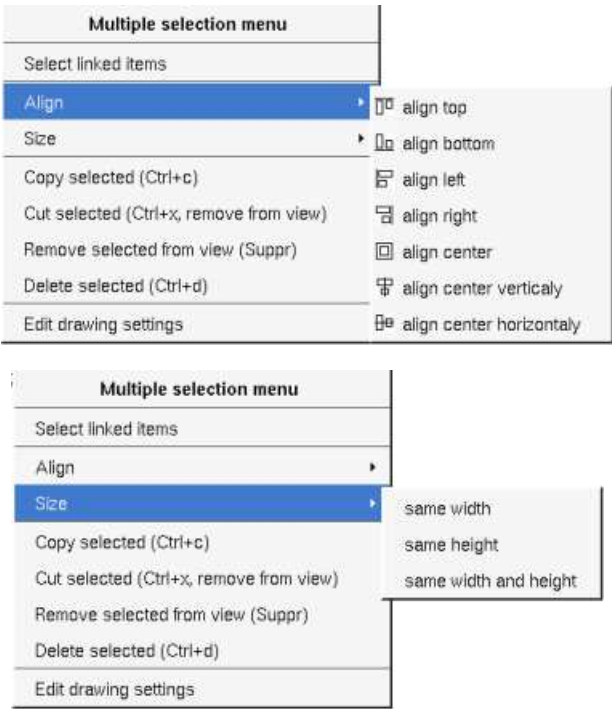 Multiple selection menu
Select linked items
Align
Size
Copy selected (Ctrl+c)
Cut selected (Ctrl+x, remove from view)
Remove selected from view (Suppr)
Delete selected (Ctrl+d)
Edit drawing settings
align top
align bottom
align left
align right
align center
align center verticaly
align center horizontaly
Multiple selection menu
Select linked items
Align
Size
Copy selected (Ctrl+c)
Cut selected (Ctrl+x, remove from view)
Remove selected from view (Suppr)
Delete selected (Ctrl+d)
Edit drawing settings
same width
same height
same width and height